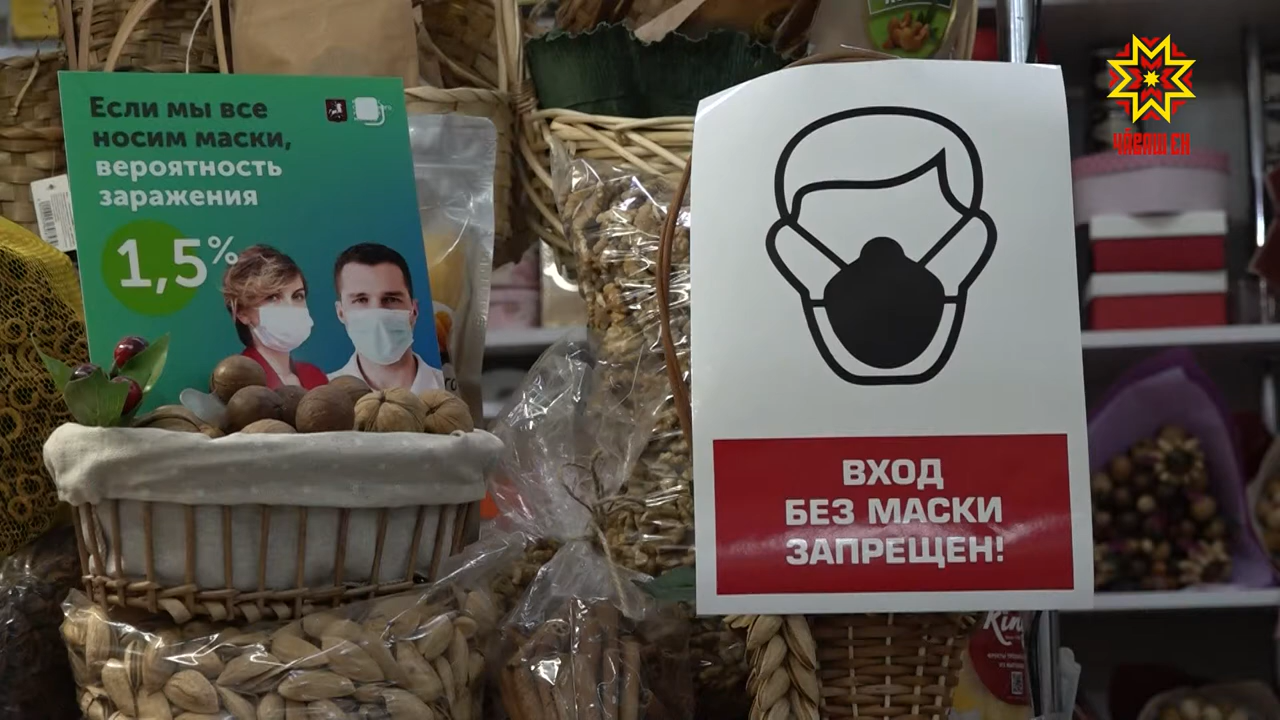 Если мы все
носим маски,
вероятность
заражения
1,5%
ЧӐВАШ ЕН
ВХОД
БЕЗ МАСКИ
ЗАПРЕЩЕН!